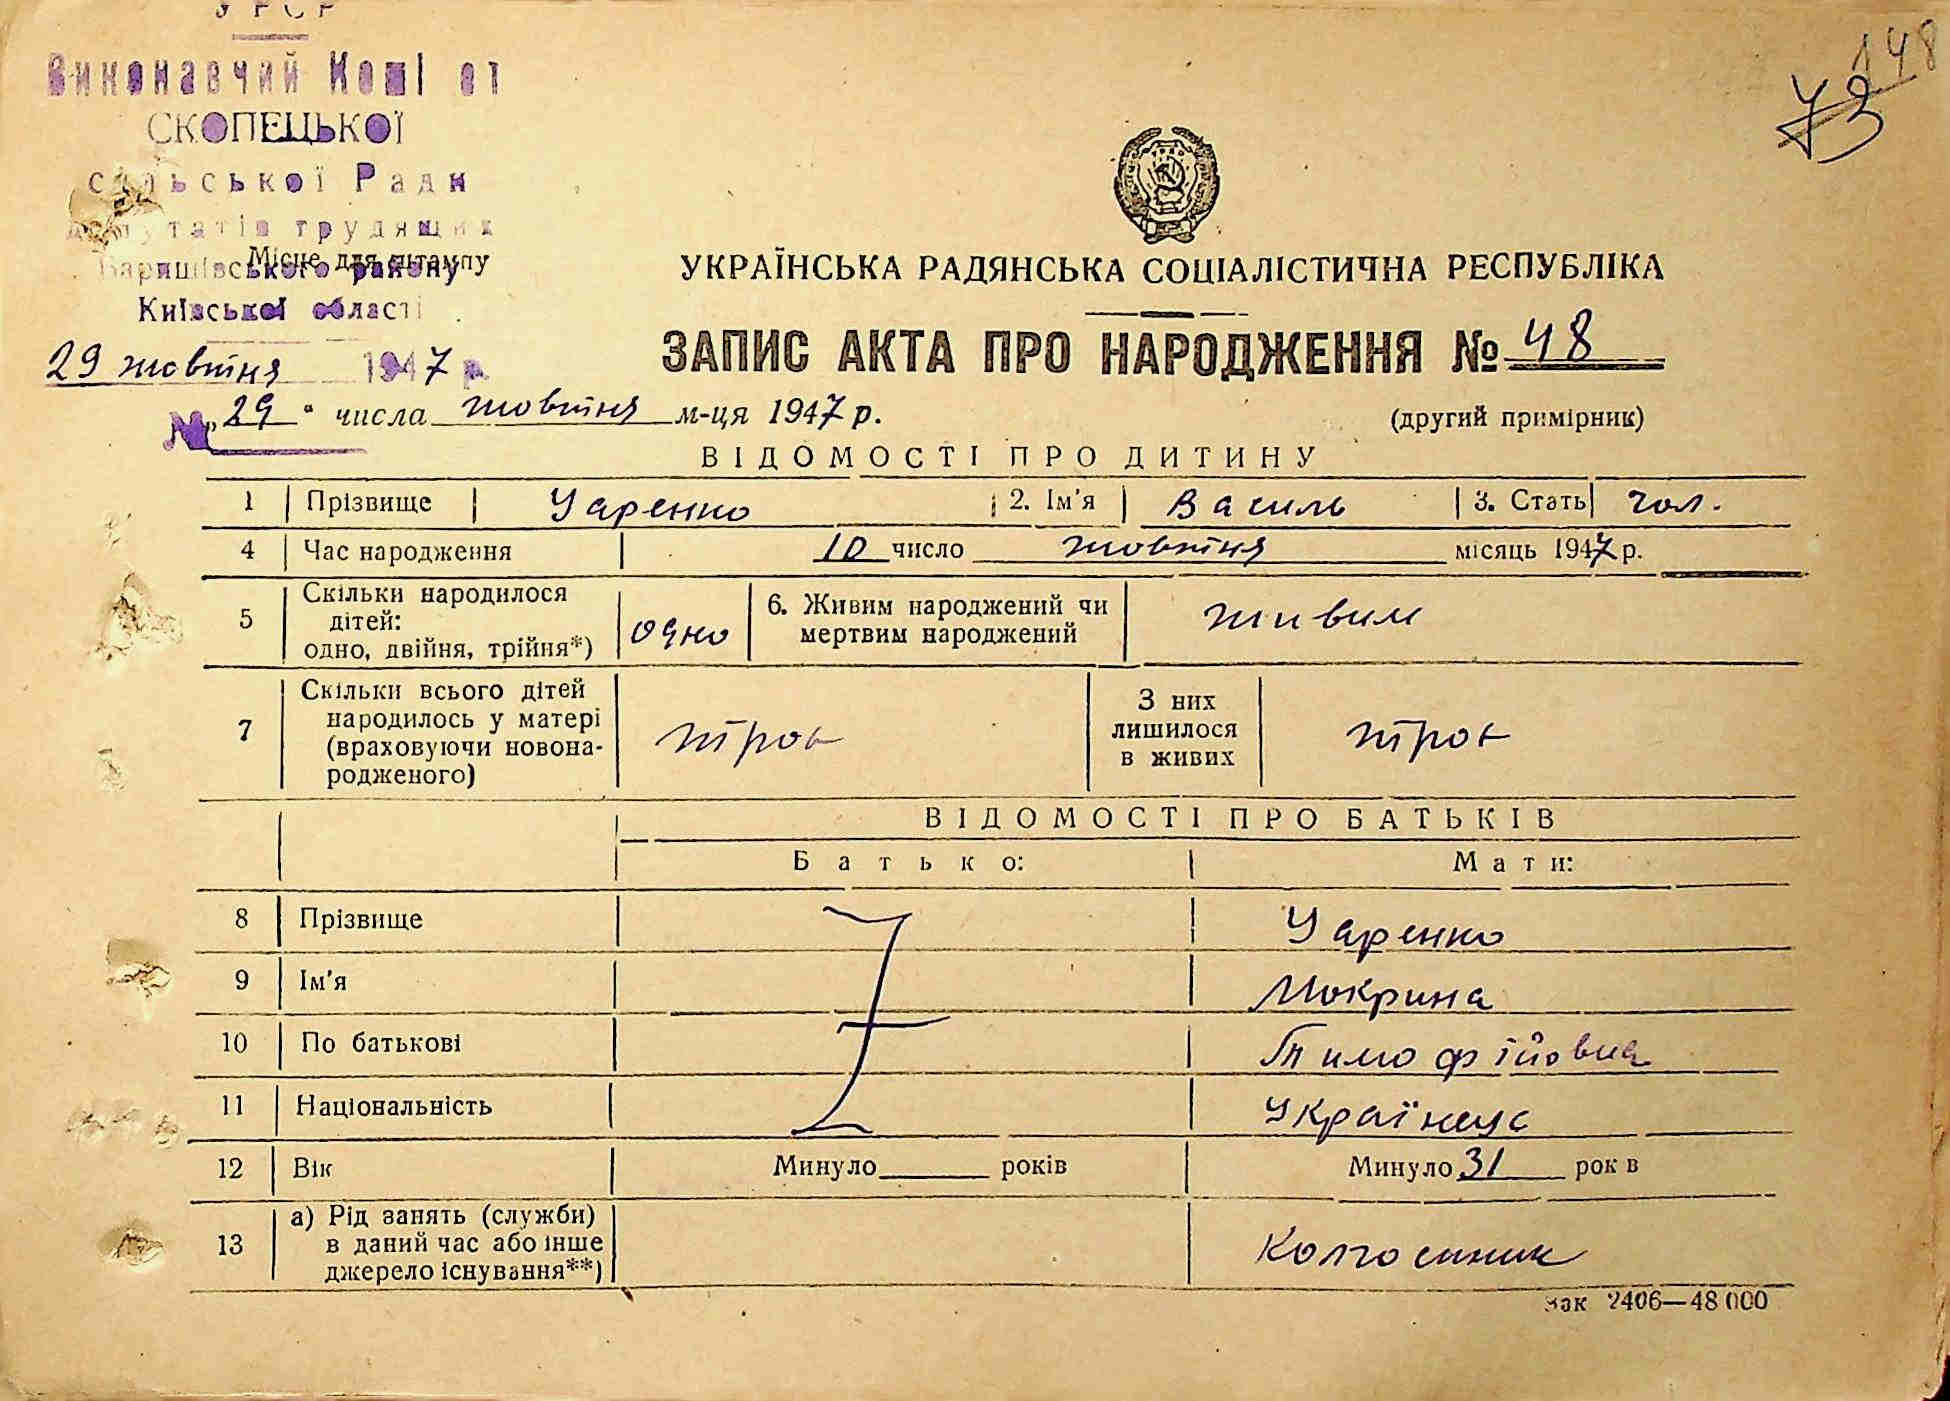 УРСР
Виконавчий Комі ет
СКОПЕЦЬКОЇ
сільської Ради
депутатів трудящих
Баришівського району
Місце для штампу
Київської області
29 жовтня 1947 р.
№
148
73
УКРАЇНСЬКА РАДЯНСЬКА СОЦІАЛІСТИЧНА РЕСПУБЛІКА
ЗАПИС АКТА ПРО НАРОДЖЕННЯ № 48
„29" числа жовтня м-ця 1947 р.
(другий примірник)
ВІДОМОСТІ ПРО ДИТИНУ
1 Прізвище Царенко 2. Ім'я Василь 3. Стать чол.
4 Час народження 10 число жовтня місяць 1947 р.
5 Скільки народилося дітей: одно, двійня, трійня*) одно 6. Живим народжений чи мертвим народжений живим
7 Скільки всього дітей народилось у матері (враховуючи новонародженого) троє З них лишилося в живих троє
ВІДОМОСТІ ПРО БАТЬКІВ
Батько: Мати:
8 Прізвище Царенко
9 Ім'я Мокрина
10 По батькові Тимофійовна
11 Національність Українця
12 Вік Минуло років Минуло 31 рок в
13 а) Рід занять (служби) в даний час або інше джерело існування**) Колгоспник
Зак 2406—48 000